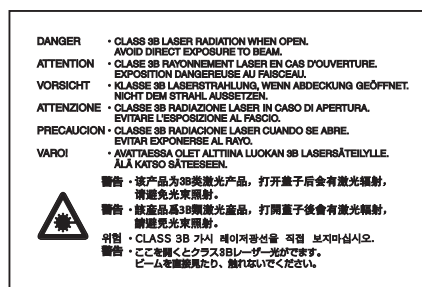 DANGER · CLASS 3B LASER RADIATION WHEN OPEN.
AVOID DIRECT EXPOSURE TO BEAM.
ATTENTION · CLASE 3B RAYONNEMENT LASER EN CAS D'OUVERTURE.
EXPOSITION DANGEREUSE AU FAISCEAU.
VORSICHT · KLASSE 3B LASERSTRAHLUNG, WENN ABDECKUNG GEÖFFNET.
NICHT DEM STRAHL AUSSETZEN.
ATTENZIONE · CLASSE 3B RADIAZIONE LASER IN CASO DI APERTURA.
EVITARE L'ESPOSIZIONE AL FASCIO.
PRECAUCION · CLASSE 3B RADIACIONE LASER CUANDO SE ABRE.
EVITAR EXPONERSE AL RAYO.
VARO! · AVATTAESSA OLET ALTTIINA LUOKAN 3B LASERSÄTEILYLLE.
ÄLÄ KATSO SÄTEESEEN.
警告 · 该产品为3B类激光产品，打开盖子后会有激光辐射，
请避免光束照射。
警告 · 該産品爲3B類激光産品，打開蓋子後會有激光輻射，
請避免光束照射。
위험 · CLASS 3B 가시 레이저광선을 직접 보지마십시오.
警告 · ここを開くとクラス3Bレーザー光がでます。
ビームを直接見たり、触れないでください。